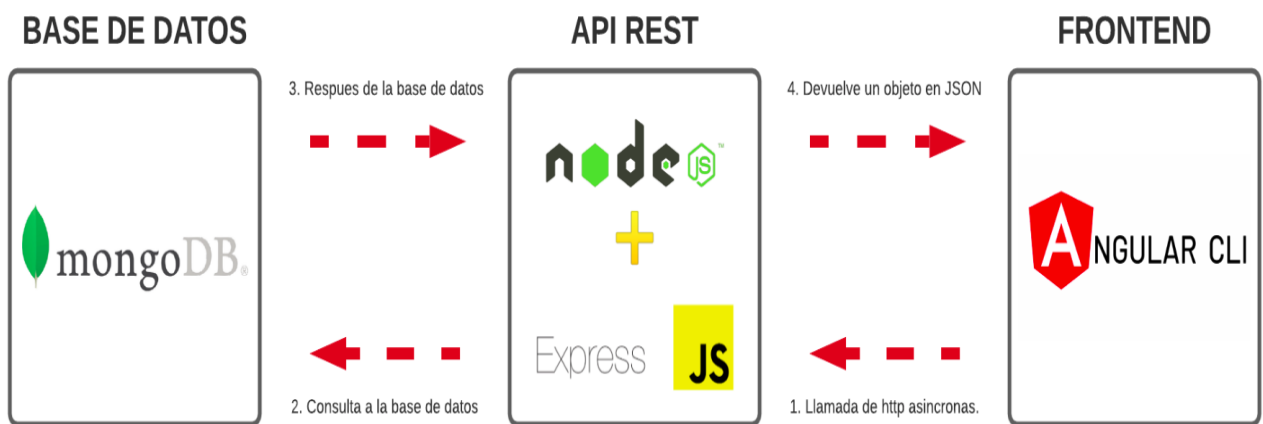 BASE DE DATOS
API REST
FRONTEND
3. Respues de la base de datos
4. Devuelve un objeto en JSON
node JS ™
mongoDB®
ANGULAR CLI
Express
JS
2. Consulta a la base de datos
1. Llamada de http asincronas.